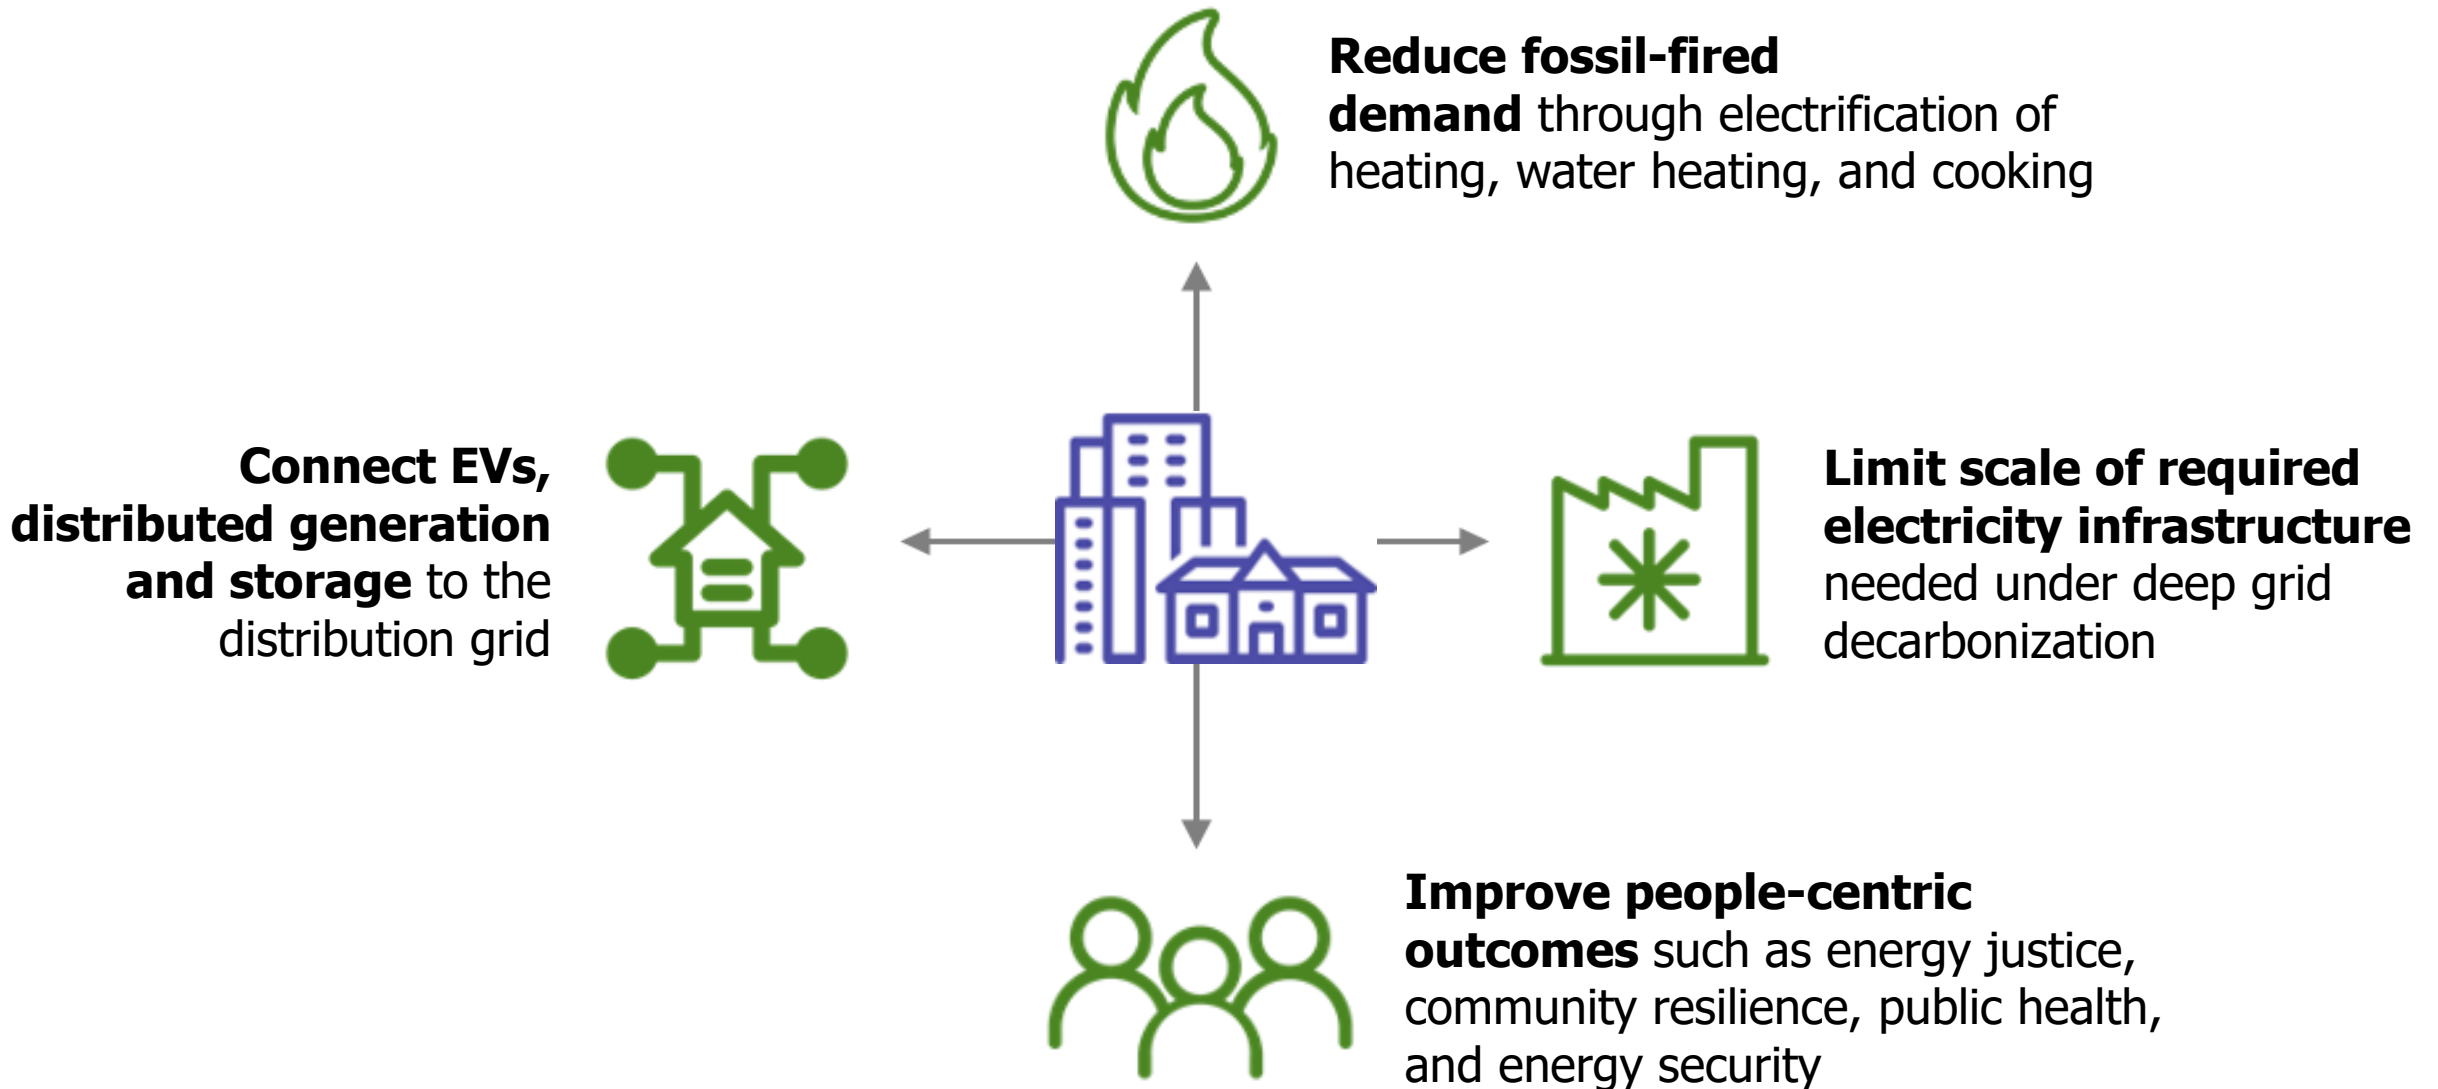 Reduce fossil-fired
demand through electrification of
heating, water heating, and cooking
Connect EVs,
distributed generation
and storage to the
distribution grid
Limit scale of required
electricity infrastructure
needed under deep grid
decarbonization
Improve people-centric
outcomes such as energy justice,
community resilience, public health,
and energy security